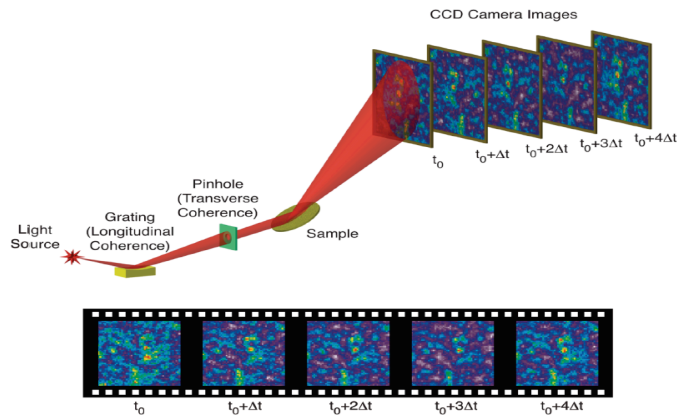 CCD Camera Images
t₀
t₀+Δt
t₀+2Δt
t₀+3Δt
t₀+4Δt
Pinhole
(Transverse
Coherence)
Grating
(Longitudinal
Coherence)
Light
Source
Sample
t₀
t₀+Δt
t₀+2Δt
t₀+3Δt
t₀+4Δt